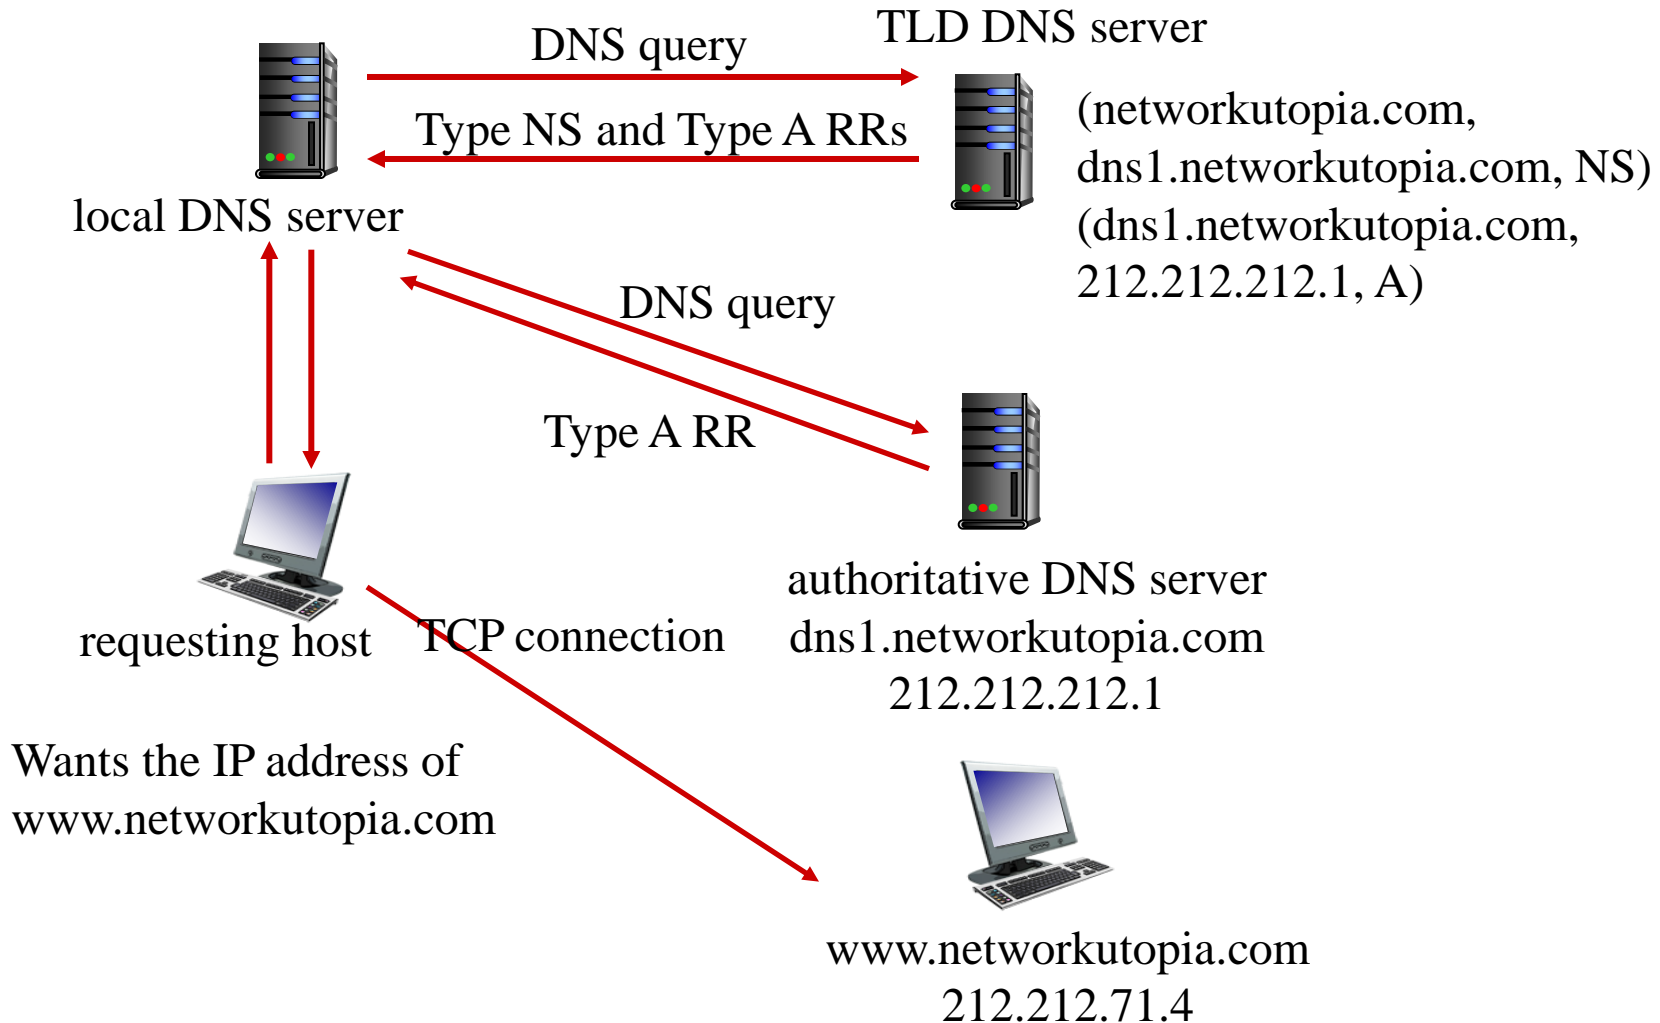 DNS query
TLD DNS server
Type NS and Type A RRs
(networkutopia.com,
dns1.networkutopia.com, NS)
(dns1.networkutopia.com,
212.212.212.1, A)
local DNS server
DNS query
Type A RR
authoritative DNS server
dns1.networkutopia.com
212.212.212.1
requesting host
TCP connection
Wants the IP address of
www.networkutopia.com
www.networkutopia.com
212.212.71.4